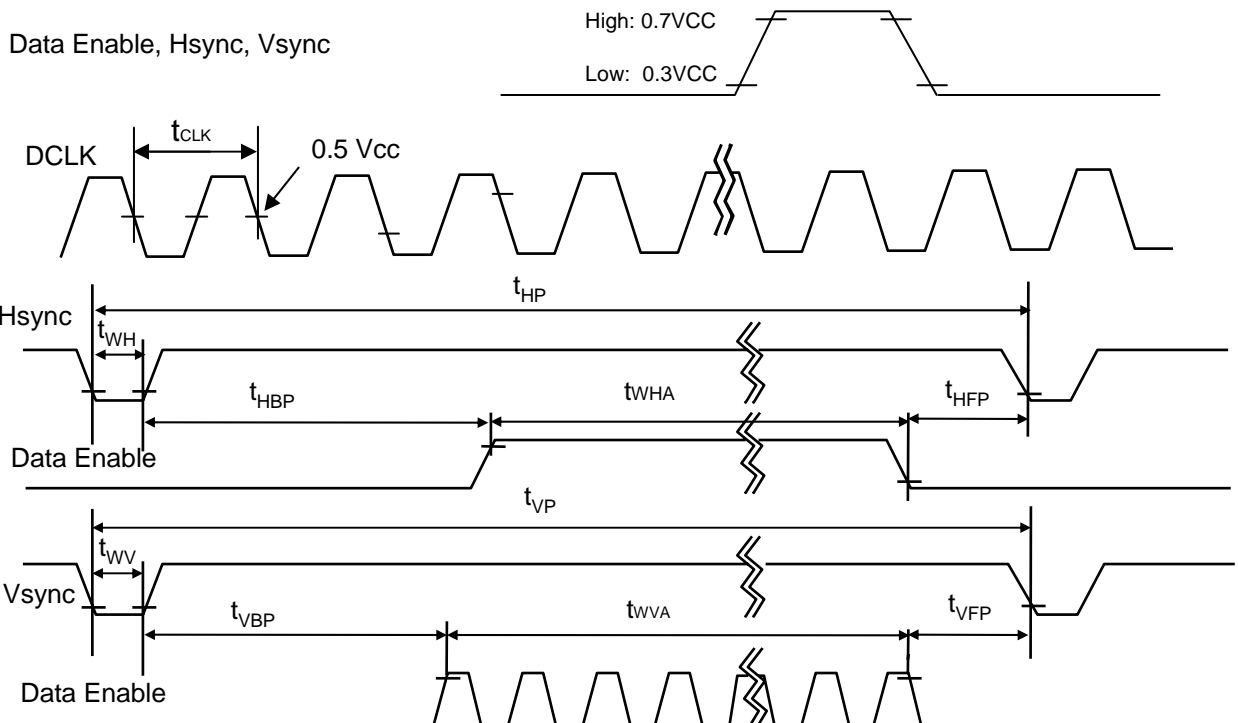 High: 0.7VCC
Data Enable, Hsync, Vsync
Low: 0.3VCC
tCLK
DCLK
0.5 Vcc
tHP
Hsync
tWH
tHBP
tWHA
tHFP
Data Enable
tVP
tWV
Vsync
tVBP
tWVA
tVFP
Data Enable